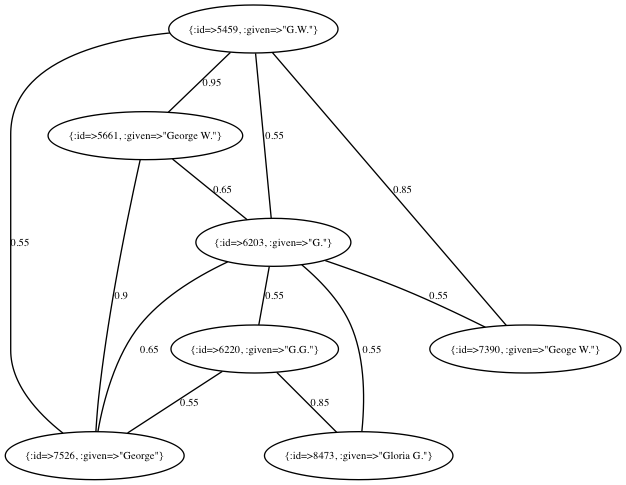 {:id=>5459, :given=>"G.W."}
0.95
{:id=>5661, :given=>"George W."}
0.55
0.65
0.85
{:id=>6203, :given=>"G."}
0.55
0.9
0.55
0.55
0.65
{:id=>6220, :given=>"G.G."}
0.55
{:id=>7390, :given=>"Geoge W."}
0.55
0.85
{:id=>7526, :given=>"George"}
{:id=>8473, :given=>"Gloria G."}